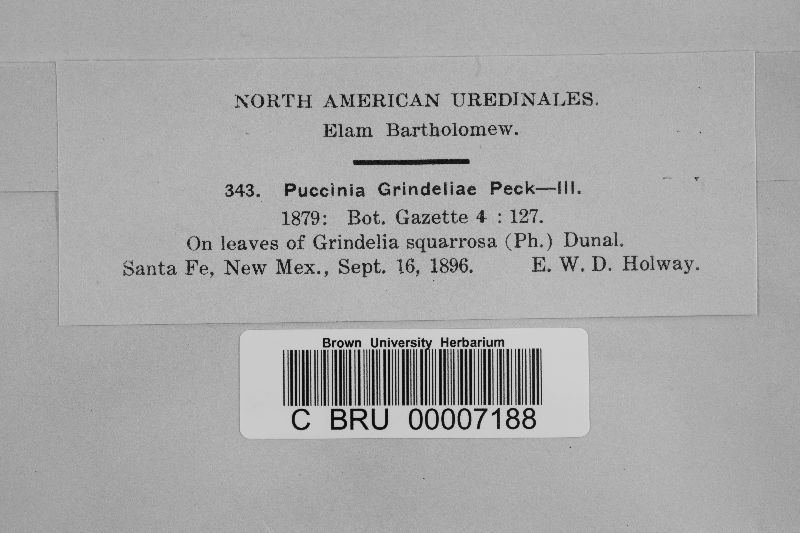 NORTH AMERICAN UREDINALES.
Elam Bartholomew.
343. Puccinia Grindeliae Peck—III.
1879: Bot. Gazette 4 : 127.
On leaves of Grindelia squarrosa (Ph.) Dunal.
Santa Fe, New Mex., Sept. 16, 1896. E. W. D. Holway.
Brown University Herbarium
C BRU 00007188